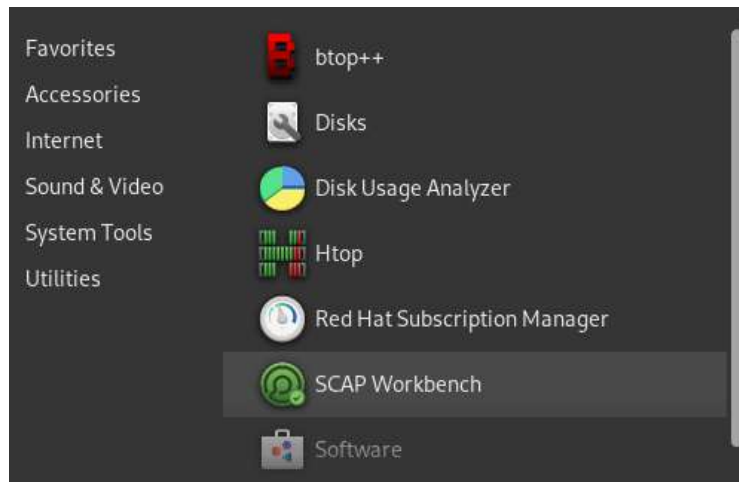 Favorites
Accessories
Internet
Sound & Video
System Tools
Utilities
btop++
Disks
Disk Usage Analyzer
Htop
Red Hat Subscription Manager
SCAP Workbench
Software